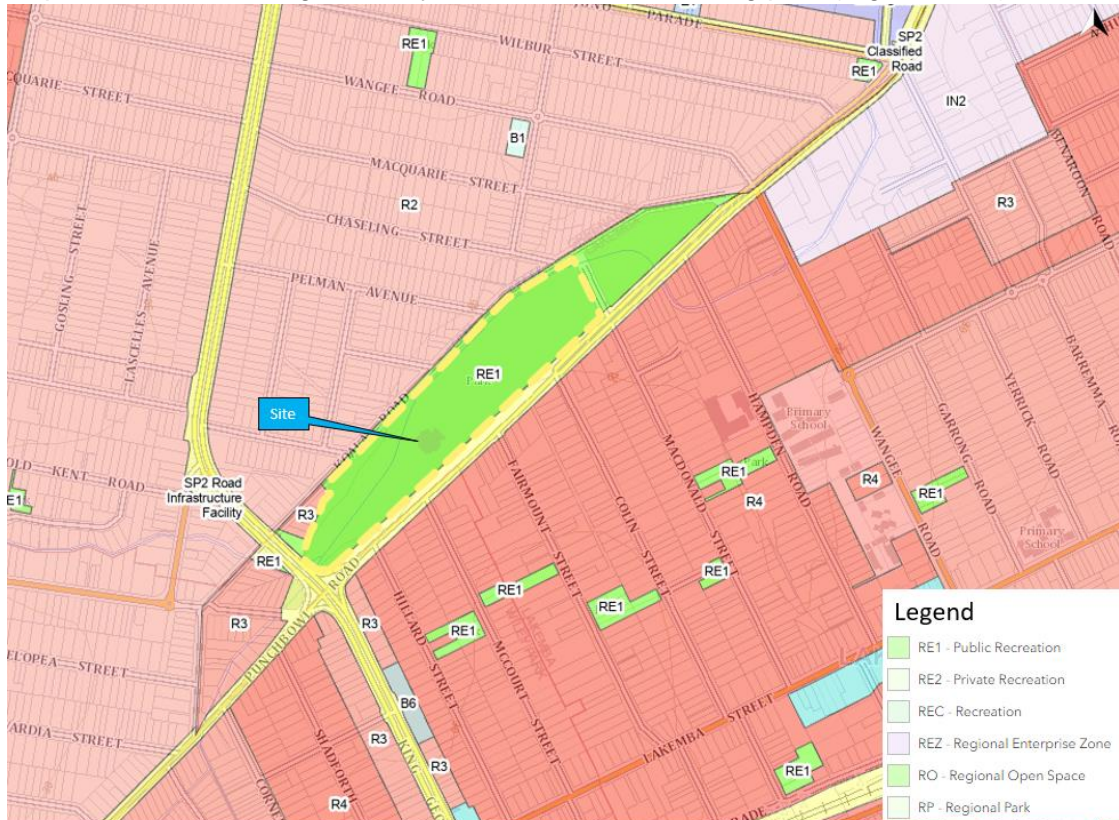 PARADE
RE1
WILBUR STREET
SP2
Classified
Road
RE1
WANGEE ROAD
IN2
STREET
B1
MACQUARIE STREET
BENAROON ROAD
R3
R2
CHASELING STREET
GOSLING STREET
LASCELLES AVENUE
PELMAN AVENUE
RE1
Site
Primary
School
HAMPDEN ROAD
WANGEE ROAD
GARRONG ROAD
YERRICK ROAD
BARREMMA
KENT ROAD
SP2 Road
Infrastructure
Facility
R3
FAIRMOUNT STREET
COLIN STREET
MACDONALD STREET
RE1
Park
R4
R4
RE1
Primary
School
RE1
PUNCHBOWL ROAD
RE1
RE1
RE1
RE1
R3
R3
HILLARD STREET
MCCOURT STREET
STREET
B6
LAKEMBA STREET
STREET
R3
R3
SHADFORTH
KING
R4
RE1
Legend
RE1 - Public Recreation
RE2 - Private Recreation
REC - Recreation
REZ - Regional Enterprise Zone
RO - Regional Open Space
RP - Regional Park